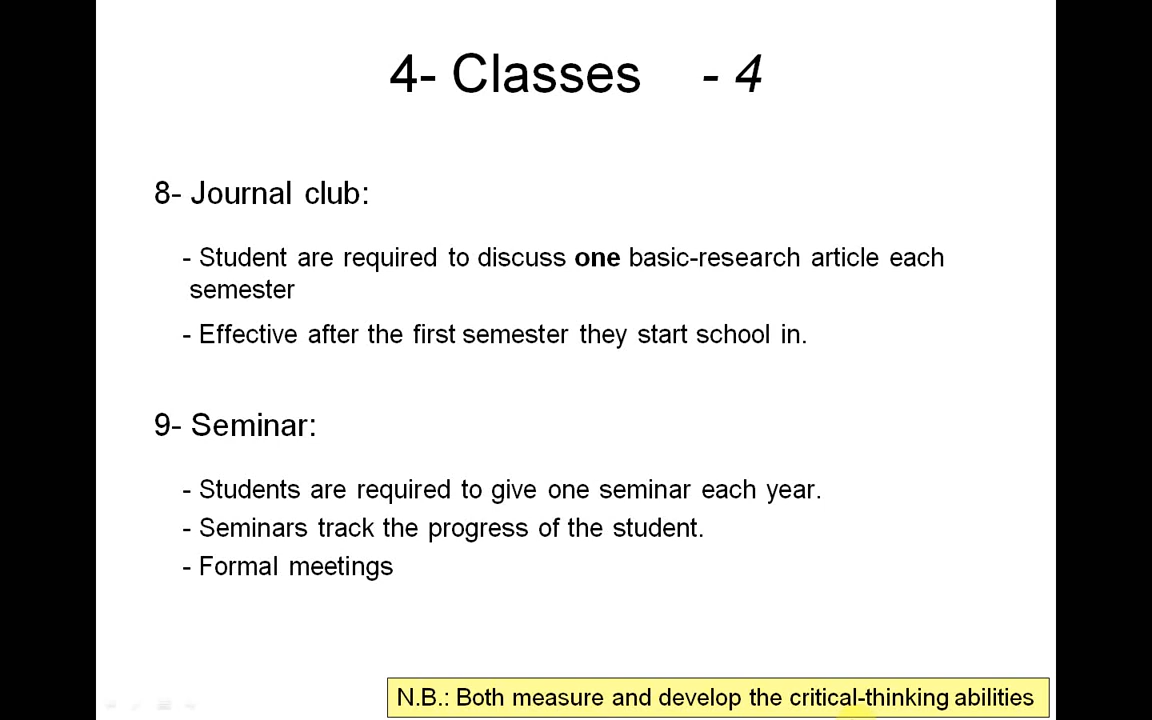 4- Classes - 4
8- Journal club:
- Student are required to discuss one basic-research article each
semester
- Effective after the first semester they start school in.
9- Seminar:
- Students are required to give one seminar each year.
- Seminars track the progress of the student.
- Formal meetings
N.B.: Both measure and develop the critical-thinking abilities